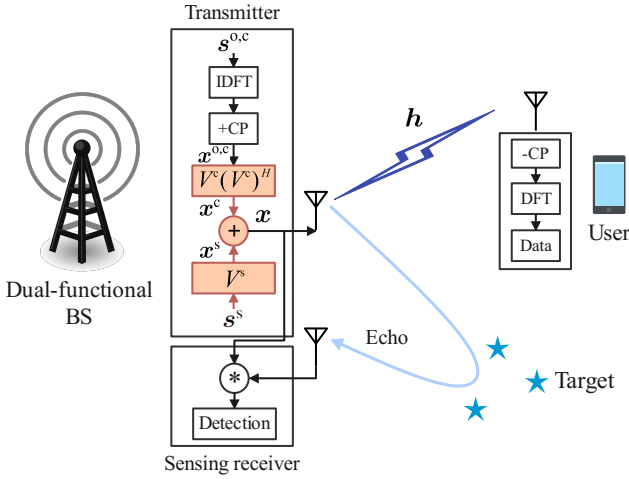 Transmitter
s^{o,c}
IDFT
+CP
x^{o,c}
V^c(V^c)^H
x^c
x
+
x^s
V^s
s^s
h
-CP
DFT
Data
User
Dual-functional
BS
Echo
Target
*
Detection
Sensing receiver